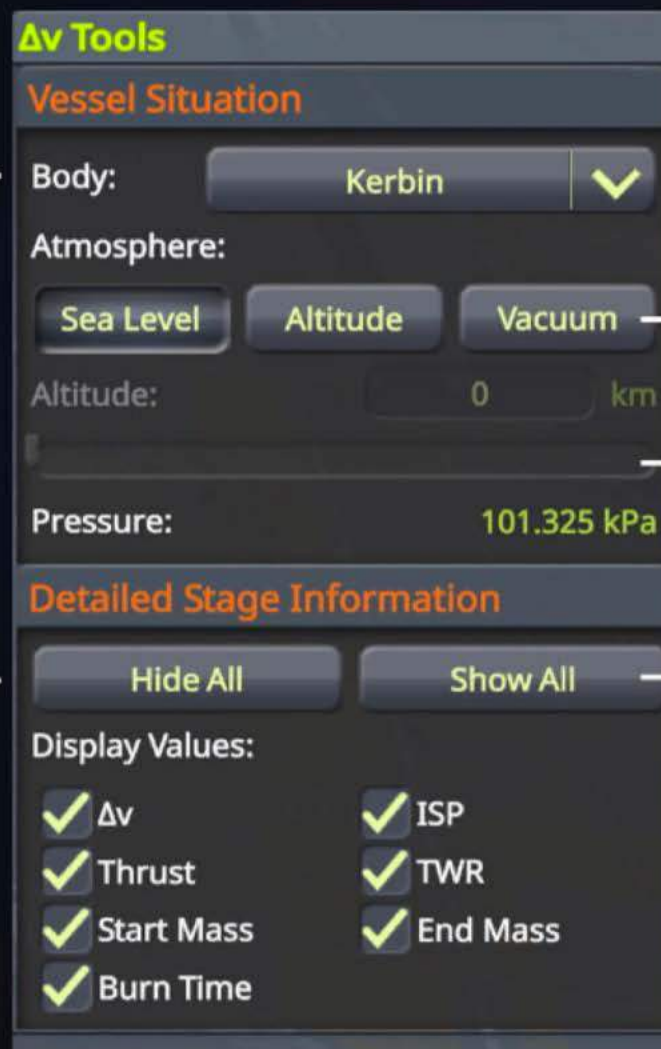 Δv Tools
Vessel Situation
Body: Kerbin
Atmosphere:
Sea Level Altitude Vacuum
Altitude: 0 km
Pressure: 101.325 kPa
Detailed Stage Information
Hide All Show All
Display Values:
Δv ISP
Thrust TWR
Start Mass End Mass
Burn Time